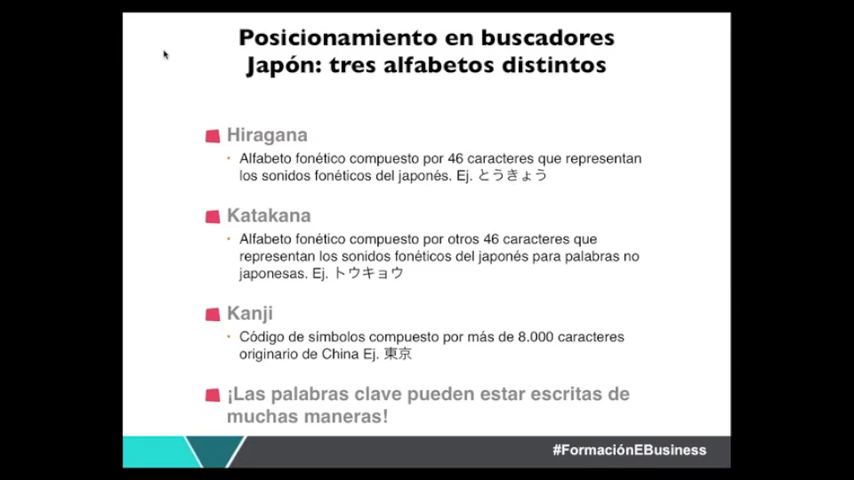 Posicionamiento en buscadores
Japón: tres alfabetos distintos
Hiragana
Alfabeto fonético compuesto por 46 caracteres que representan
los sonidos fonéticos del japonés. Ej. とうきょう
Katakana
Alfabeto fonético compuesto por otros 46 caracteres que
representan los sonidos fonéticos del japonés para palabras no
japonesas. Ej. トウキョウ
Kanji
Código de símbolos compuesto por más de 8.000 caracteres
originario de China Ej. 東京
¡Las palabras clave pueden estar escritas de
muchas maneras!
#FormaciónEBusiness